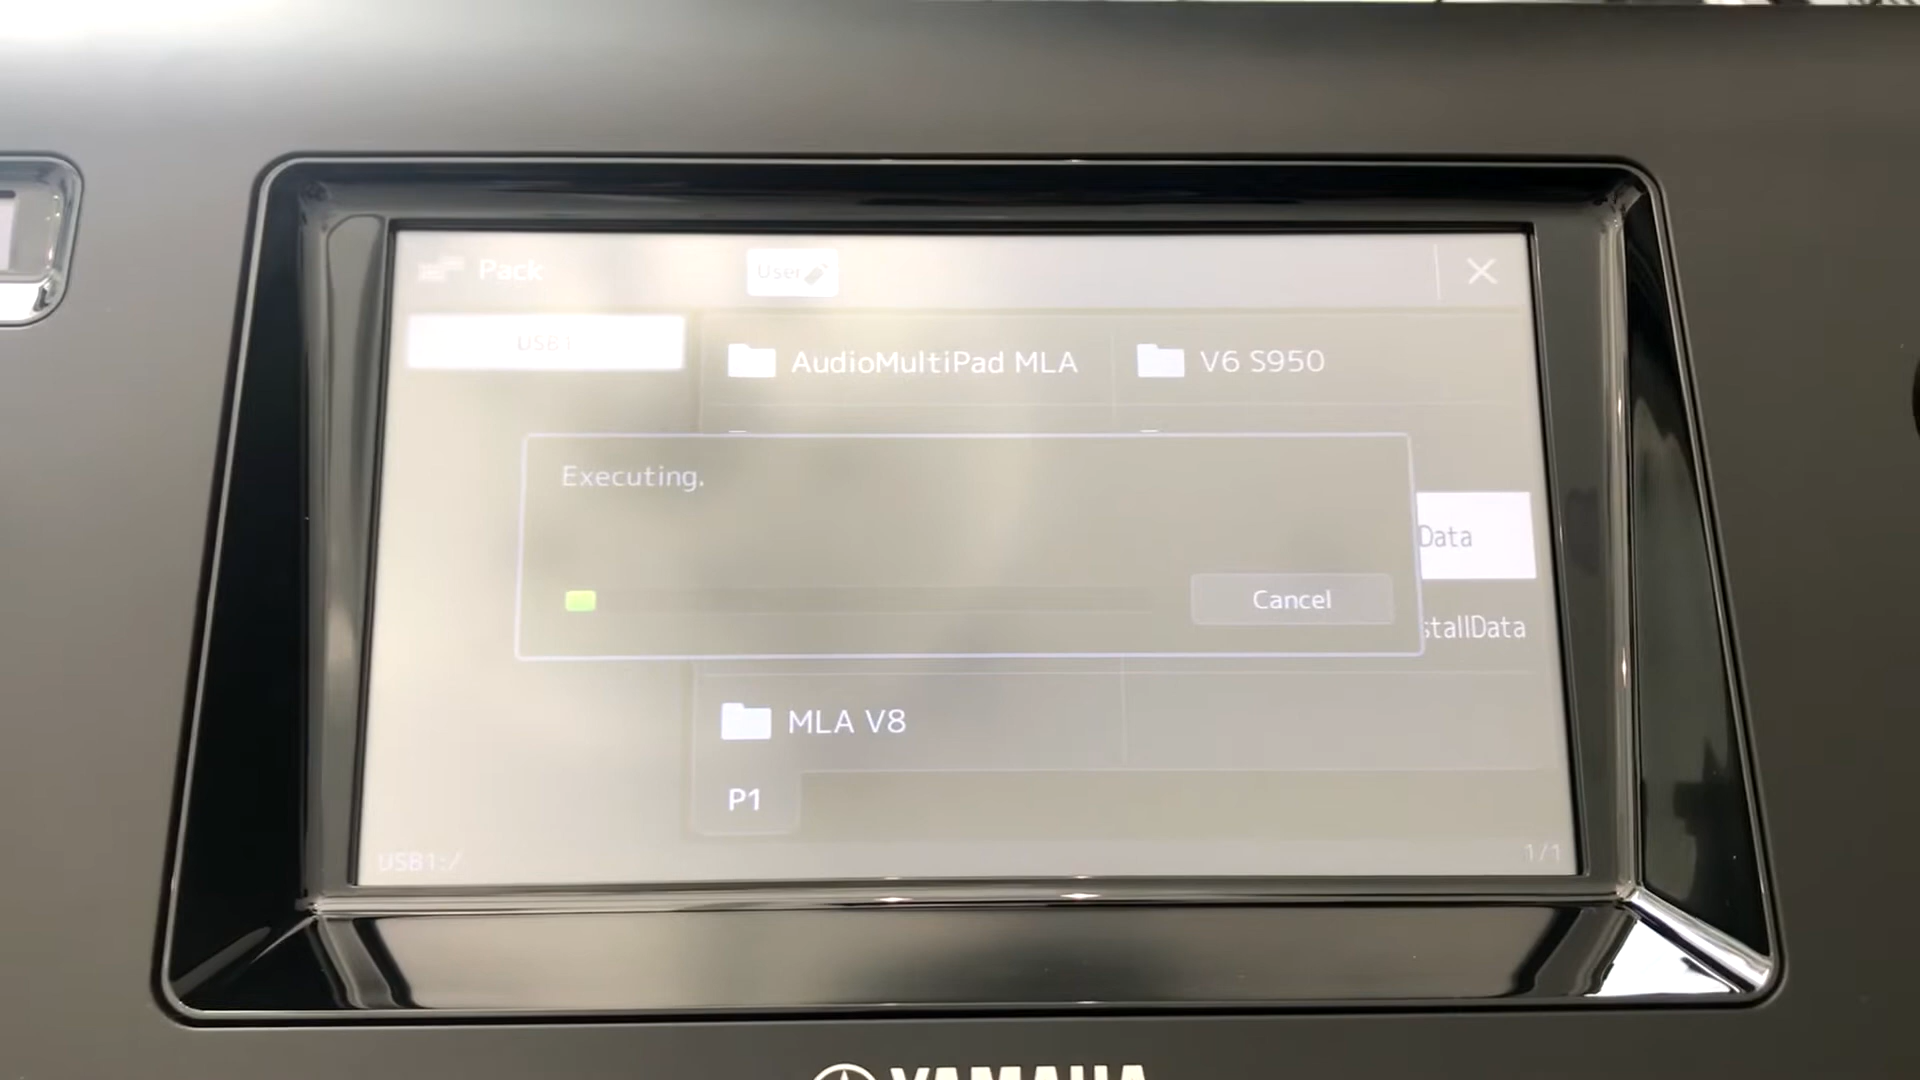 Pack
User
USB1
AudioMultiPad MLA
V6 S950
Executing.
Data
Cancel
stallData
MLA V8
P1
USB1:/
1/1
YAMAHA